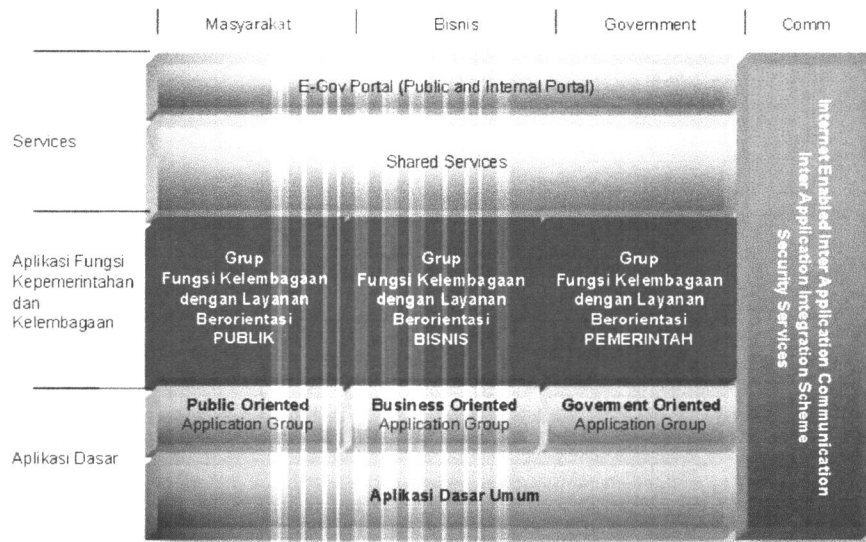 Masyarakat
Bisnis
Government
Comm
E-Gov Portal (Public and Internal Portal)
Services
Shared Services
Aplikasi Fungsi
Kepemerintahan
dan
Kelembagaan
Grup
Fungsi Kelembagaan
dengan Layanan
Berorientasi
PUBLIK
Grup
Fungsi Kelembagaan
dengan Layanan
Berorientasi
BISNIS
Grup
Fungsi Kelembagaan
dengan Layanan
Berorientasi
PEMERINTAH
Public Oriented
Application Group
Business Oriented
Application Group
Goverment Oriented
Application Group
Aplikasi Dasar
Aplikasi Dasar Umum
Internet Enabled Inter Application Communication
Inter Application Integration Scheme
Security Services